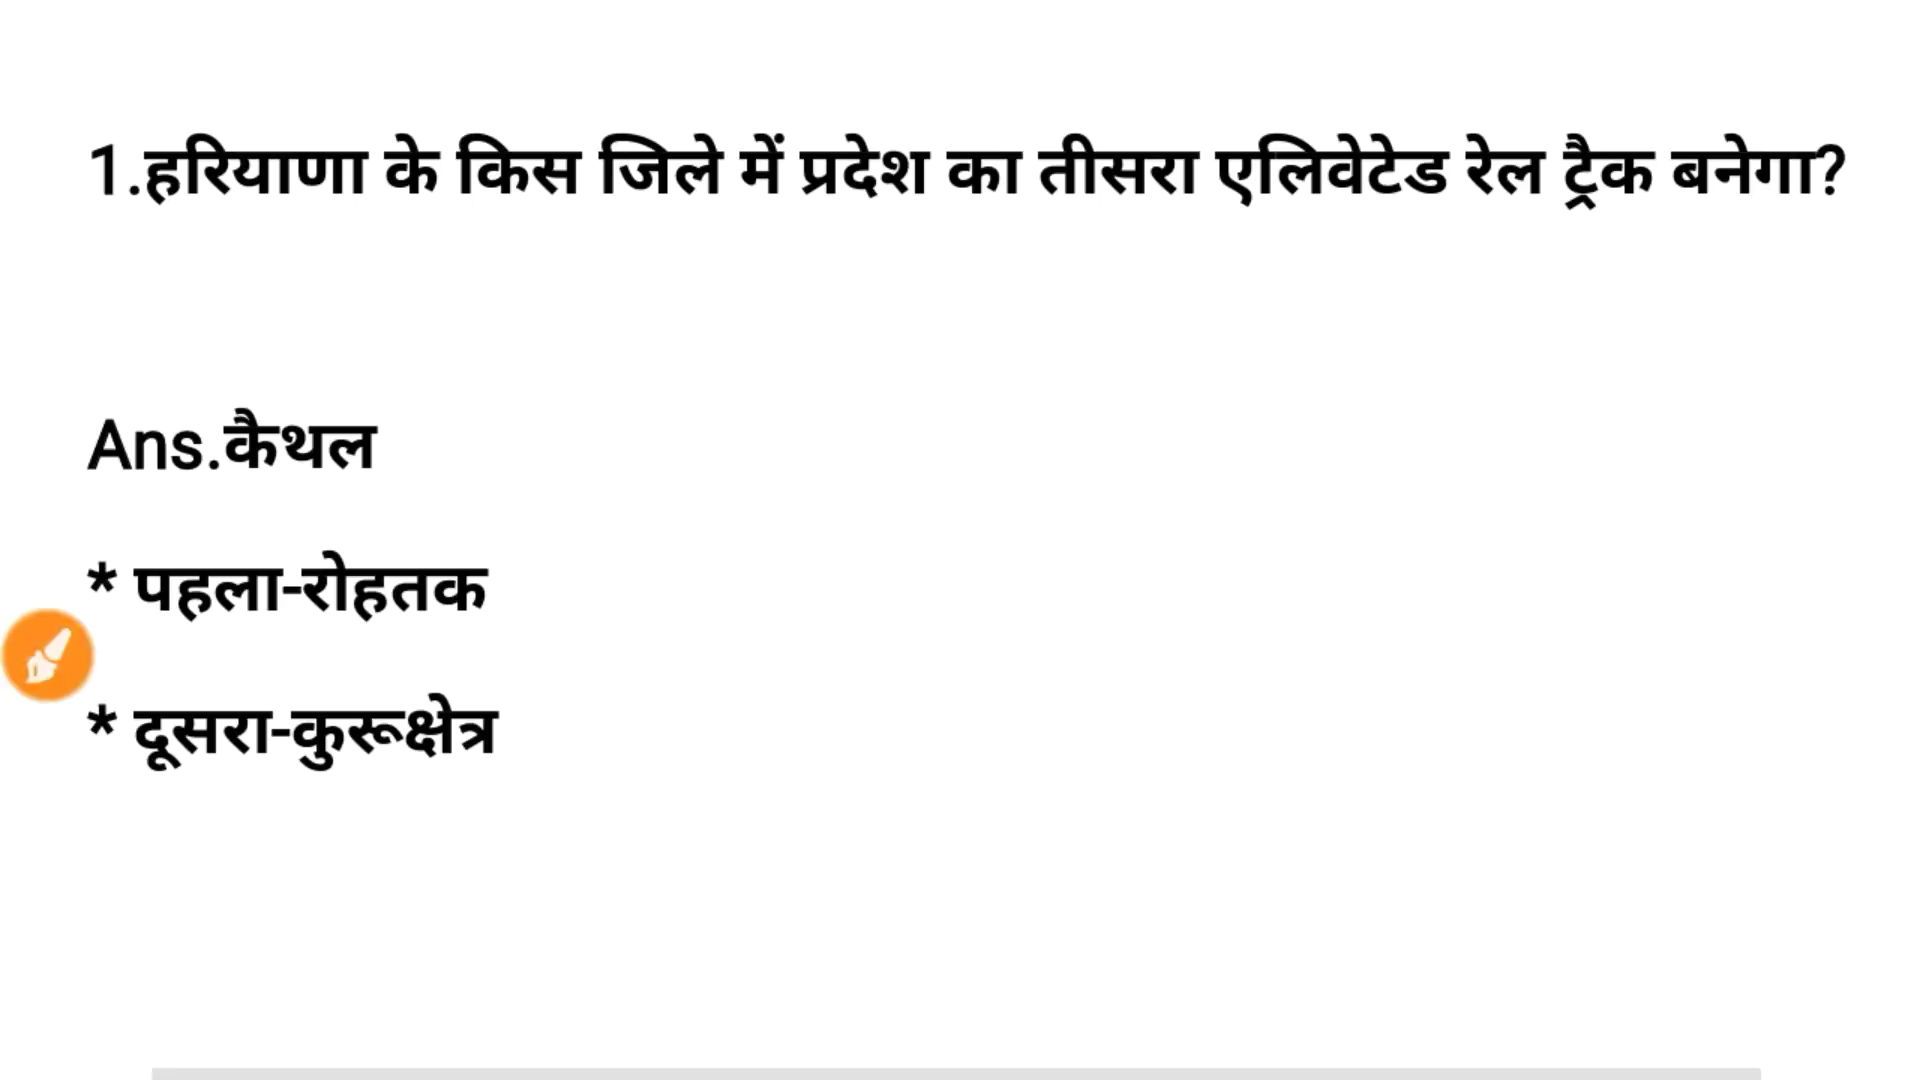 1.हरियाणा के किस जिले में प्रदेश का तीसरा एलिवेटेड रेल ट्रैक बनेगा?
Ans.कैथल
* पहला-रोहतक
* दूसरा-कुरूक्षेत्र